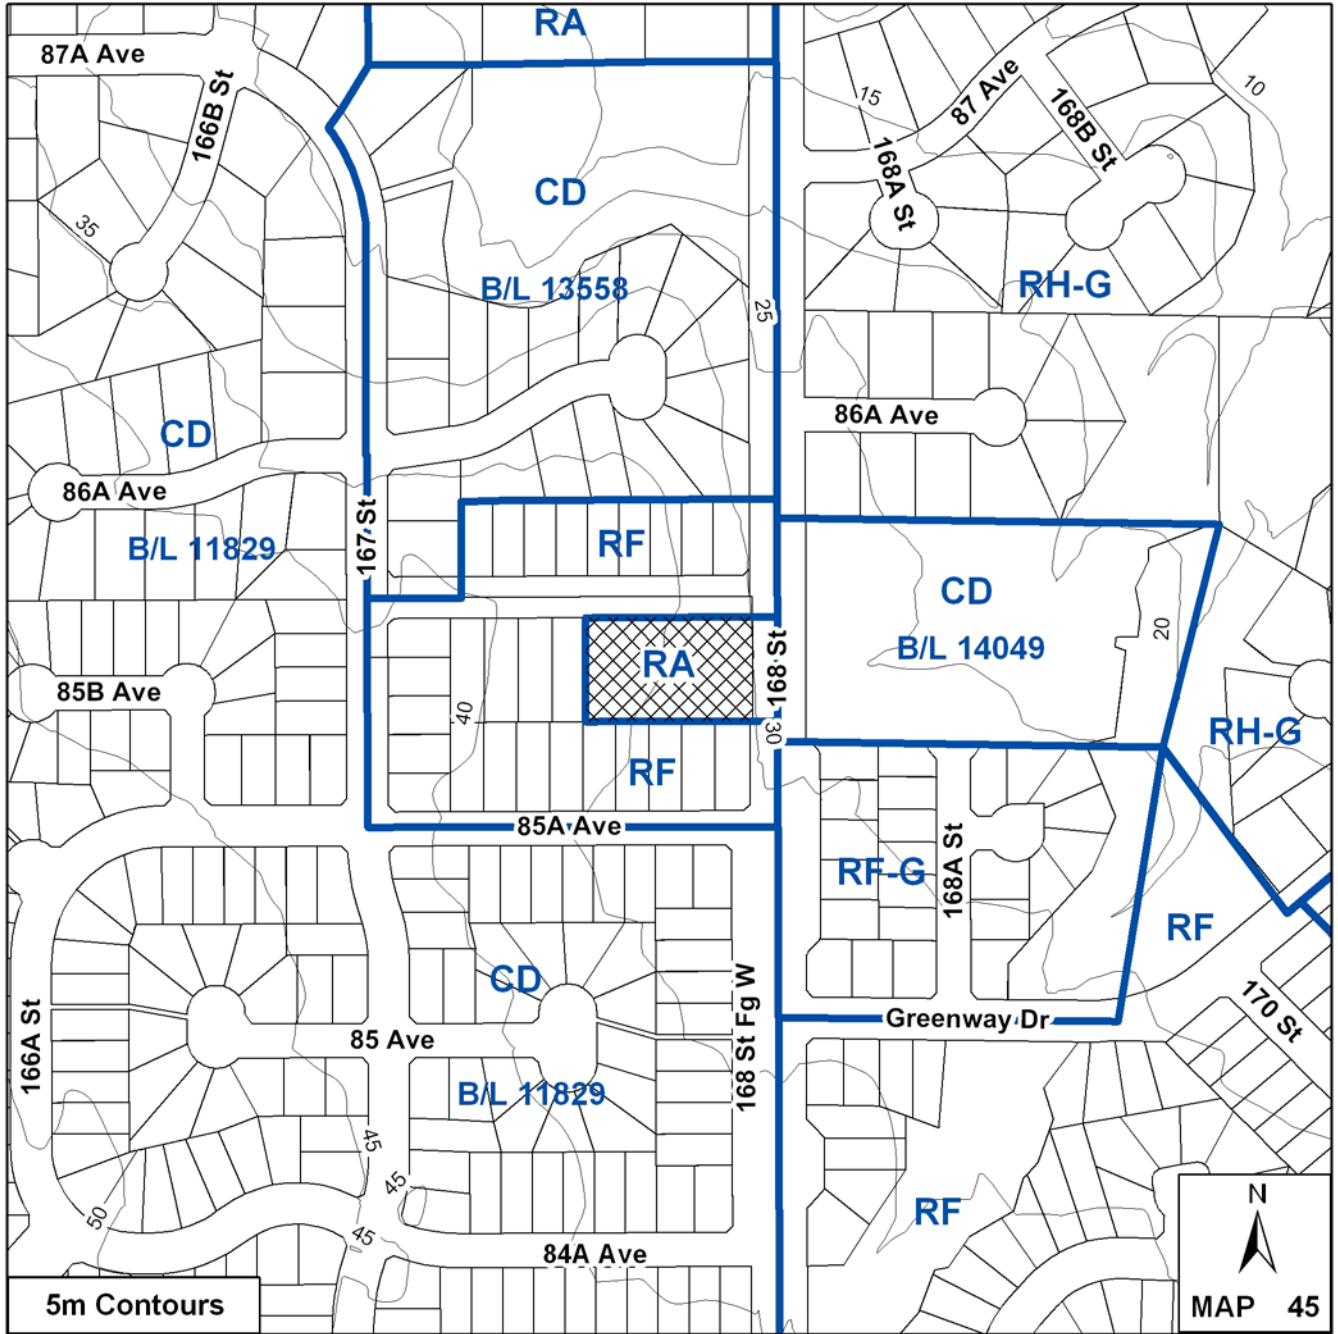 RA
87A Ave
166B St
87 Ave
15
10
168B St
168A St
CD
35
B/L 13558
RH-G
25
86A Ave
CD
86A Ave
167 St
B/L 11829
RF
CD
B/L 14049
20
RA
168 St
85B Ave
40
30
RH-G
RF
85A Ave
RF-G
168A St
RF
CD
168 St Fg W
170 St
166A St
85 Ave
Greenway Dr
B/L 11829
45
45
50
45
RF
84A Ave
N
5m Contours
MAP 45